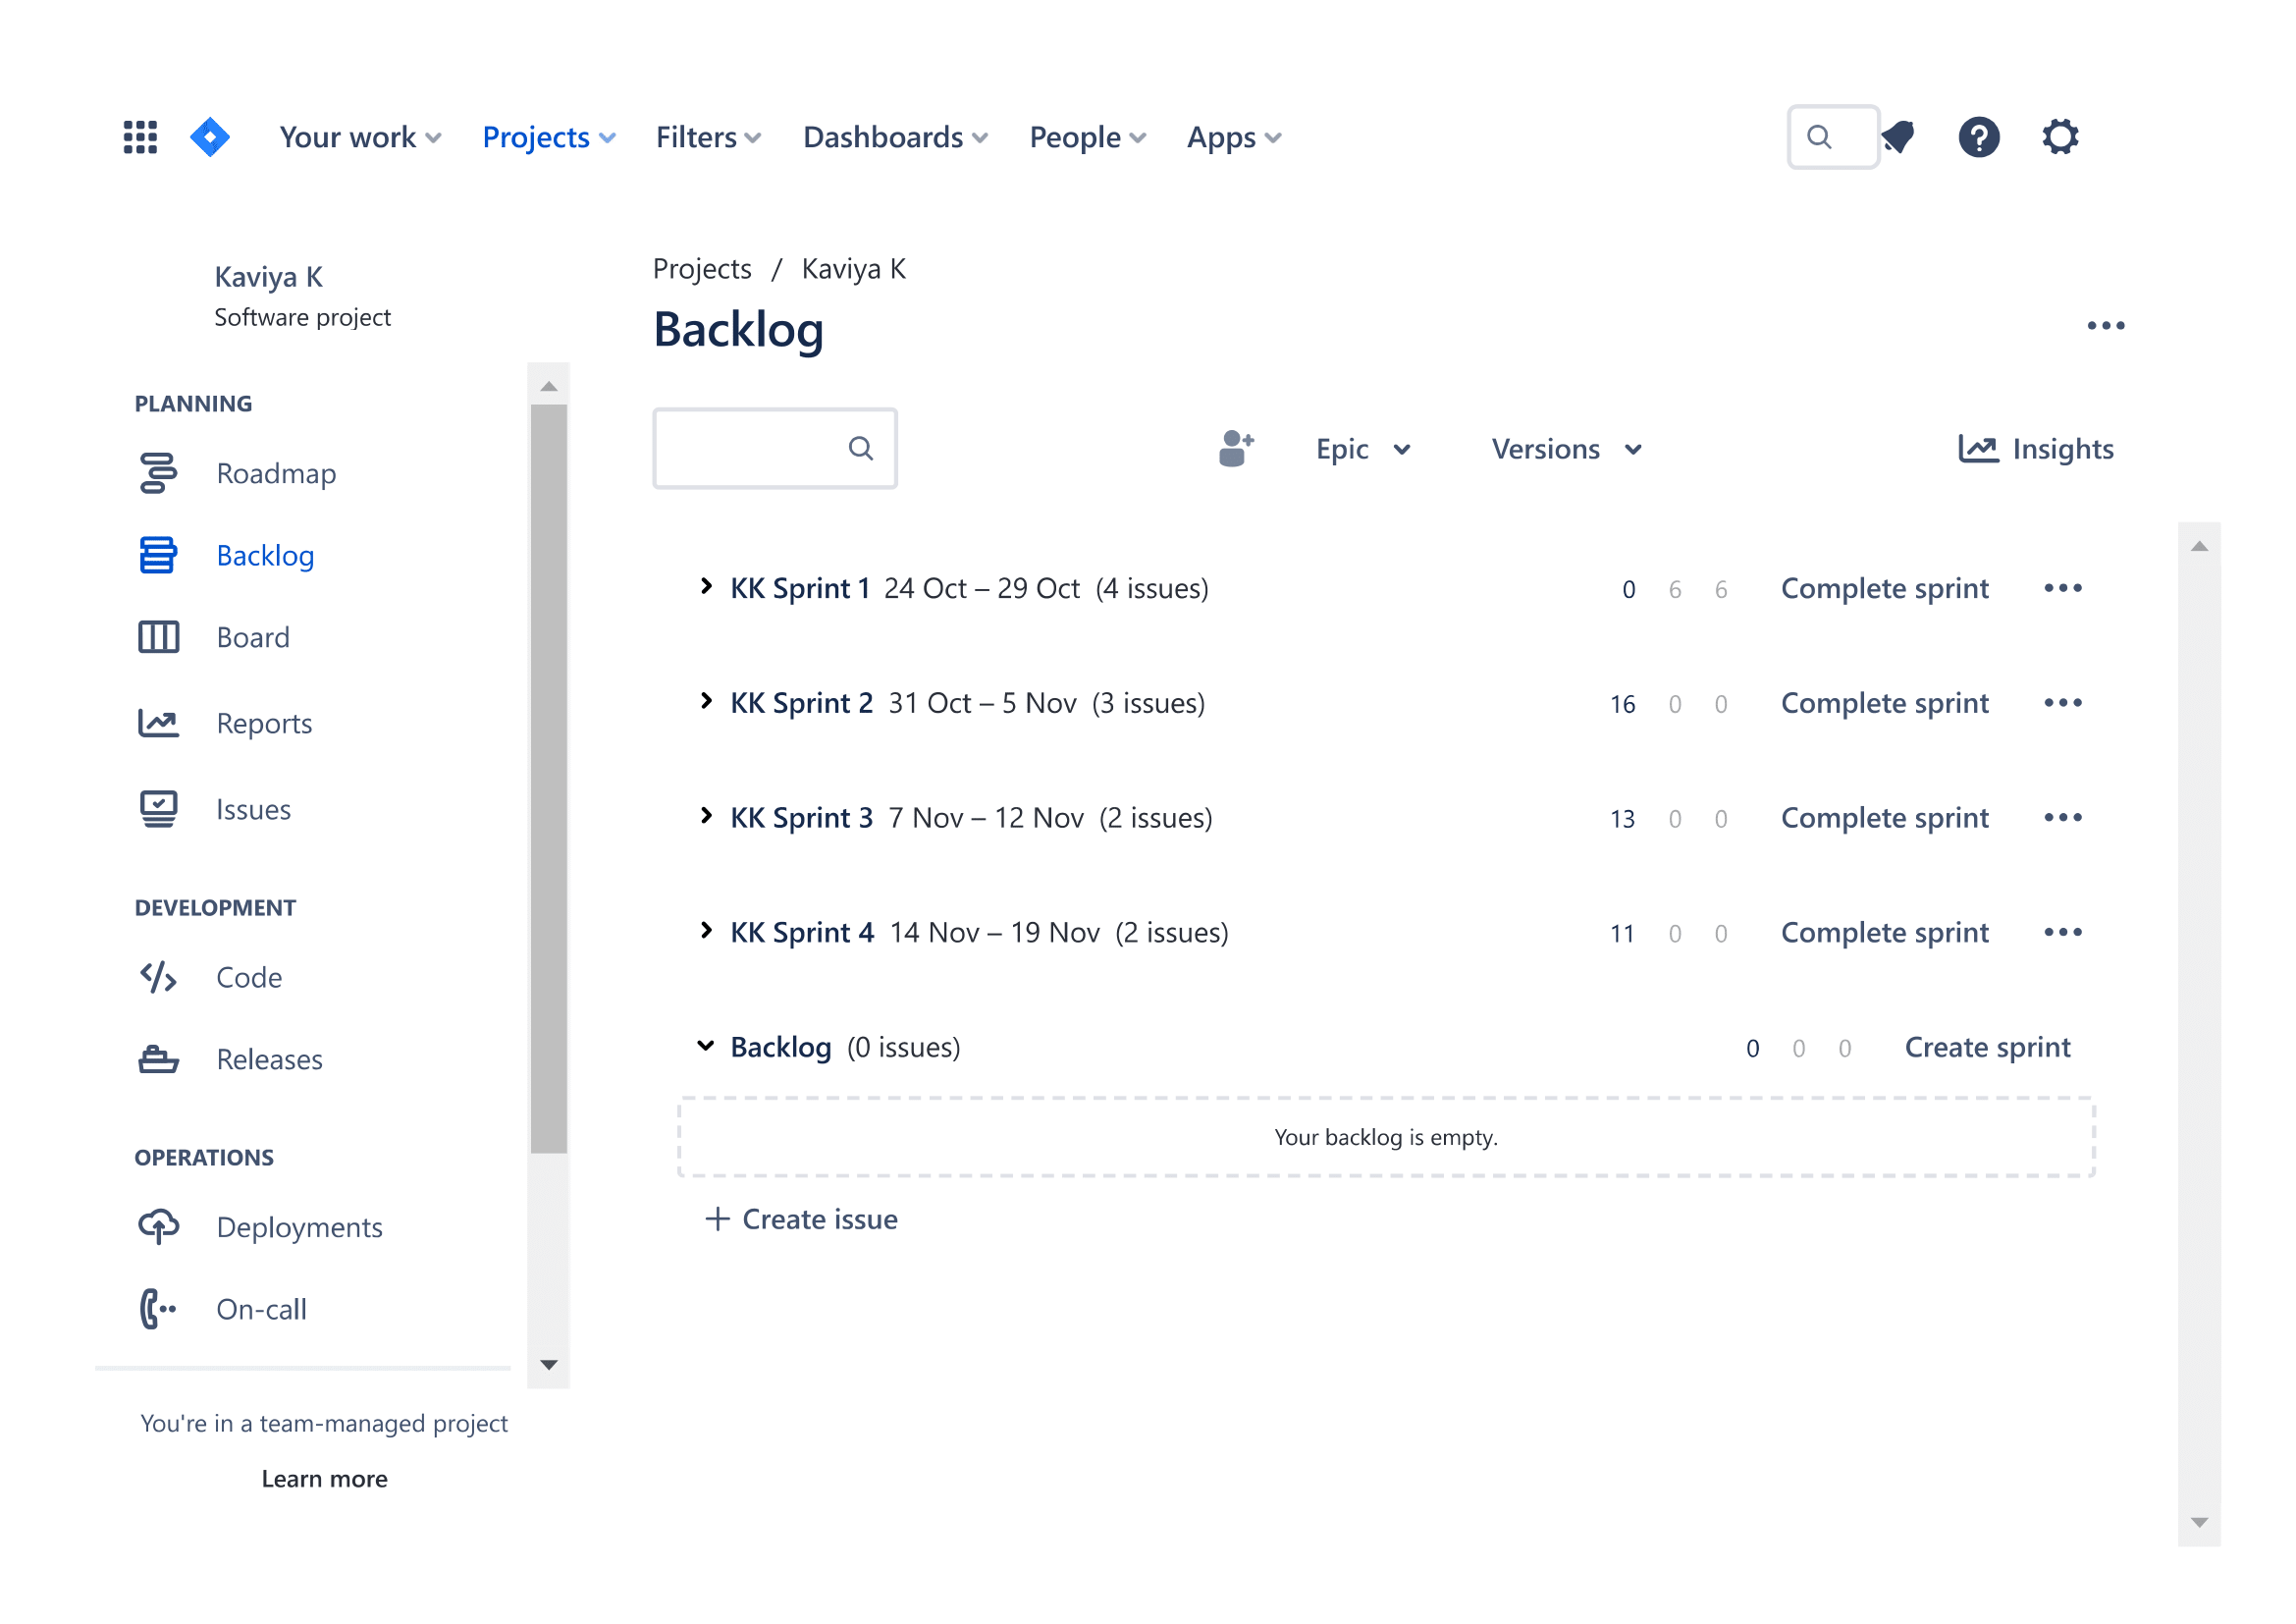 Your work Projects Filters Dashboards People Apps
Kaviya K
Software project
PLANNING
Roadmap
Backlog
Board
Reports
Issues
DEVELOPMENT
Code
Releases
OPERATIONS
Deployments
On-call
You're in a team-managed project
Learn more
Projects / Kaviya K
Backlog
Epic Versions Insights
KK Sprint 1 24 Oct – 29 Oct (4 issues) 0 6 6 Complete sprint
KK Sprint 2 31 Oct – 5 Nov (3 issues) 16 0 0 Complete sprint
KK Sprint 3 7 Nov – 12 Nov (2 issues) 13 0 0 Complete sprint
KK Sprint 4 14 Nov – 19 Nov (2 issues) 11 0 0 Complete sprint
Backlog (0 issues) 0 0 0 Create sprint
Your backlog is empty.
+ Create issue